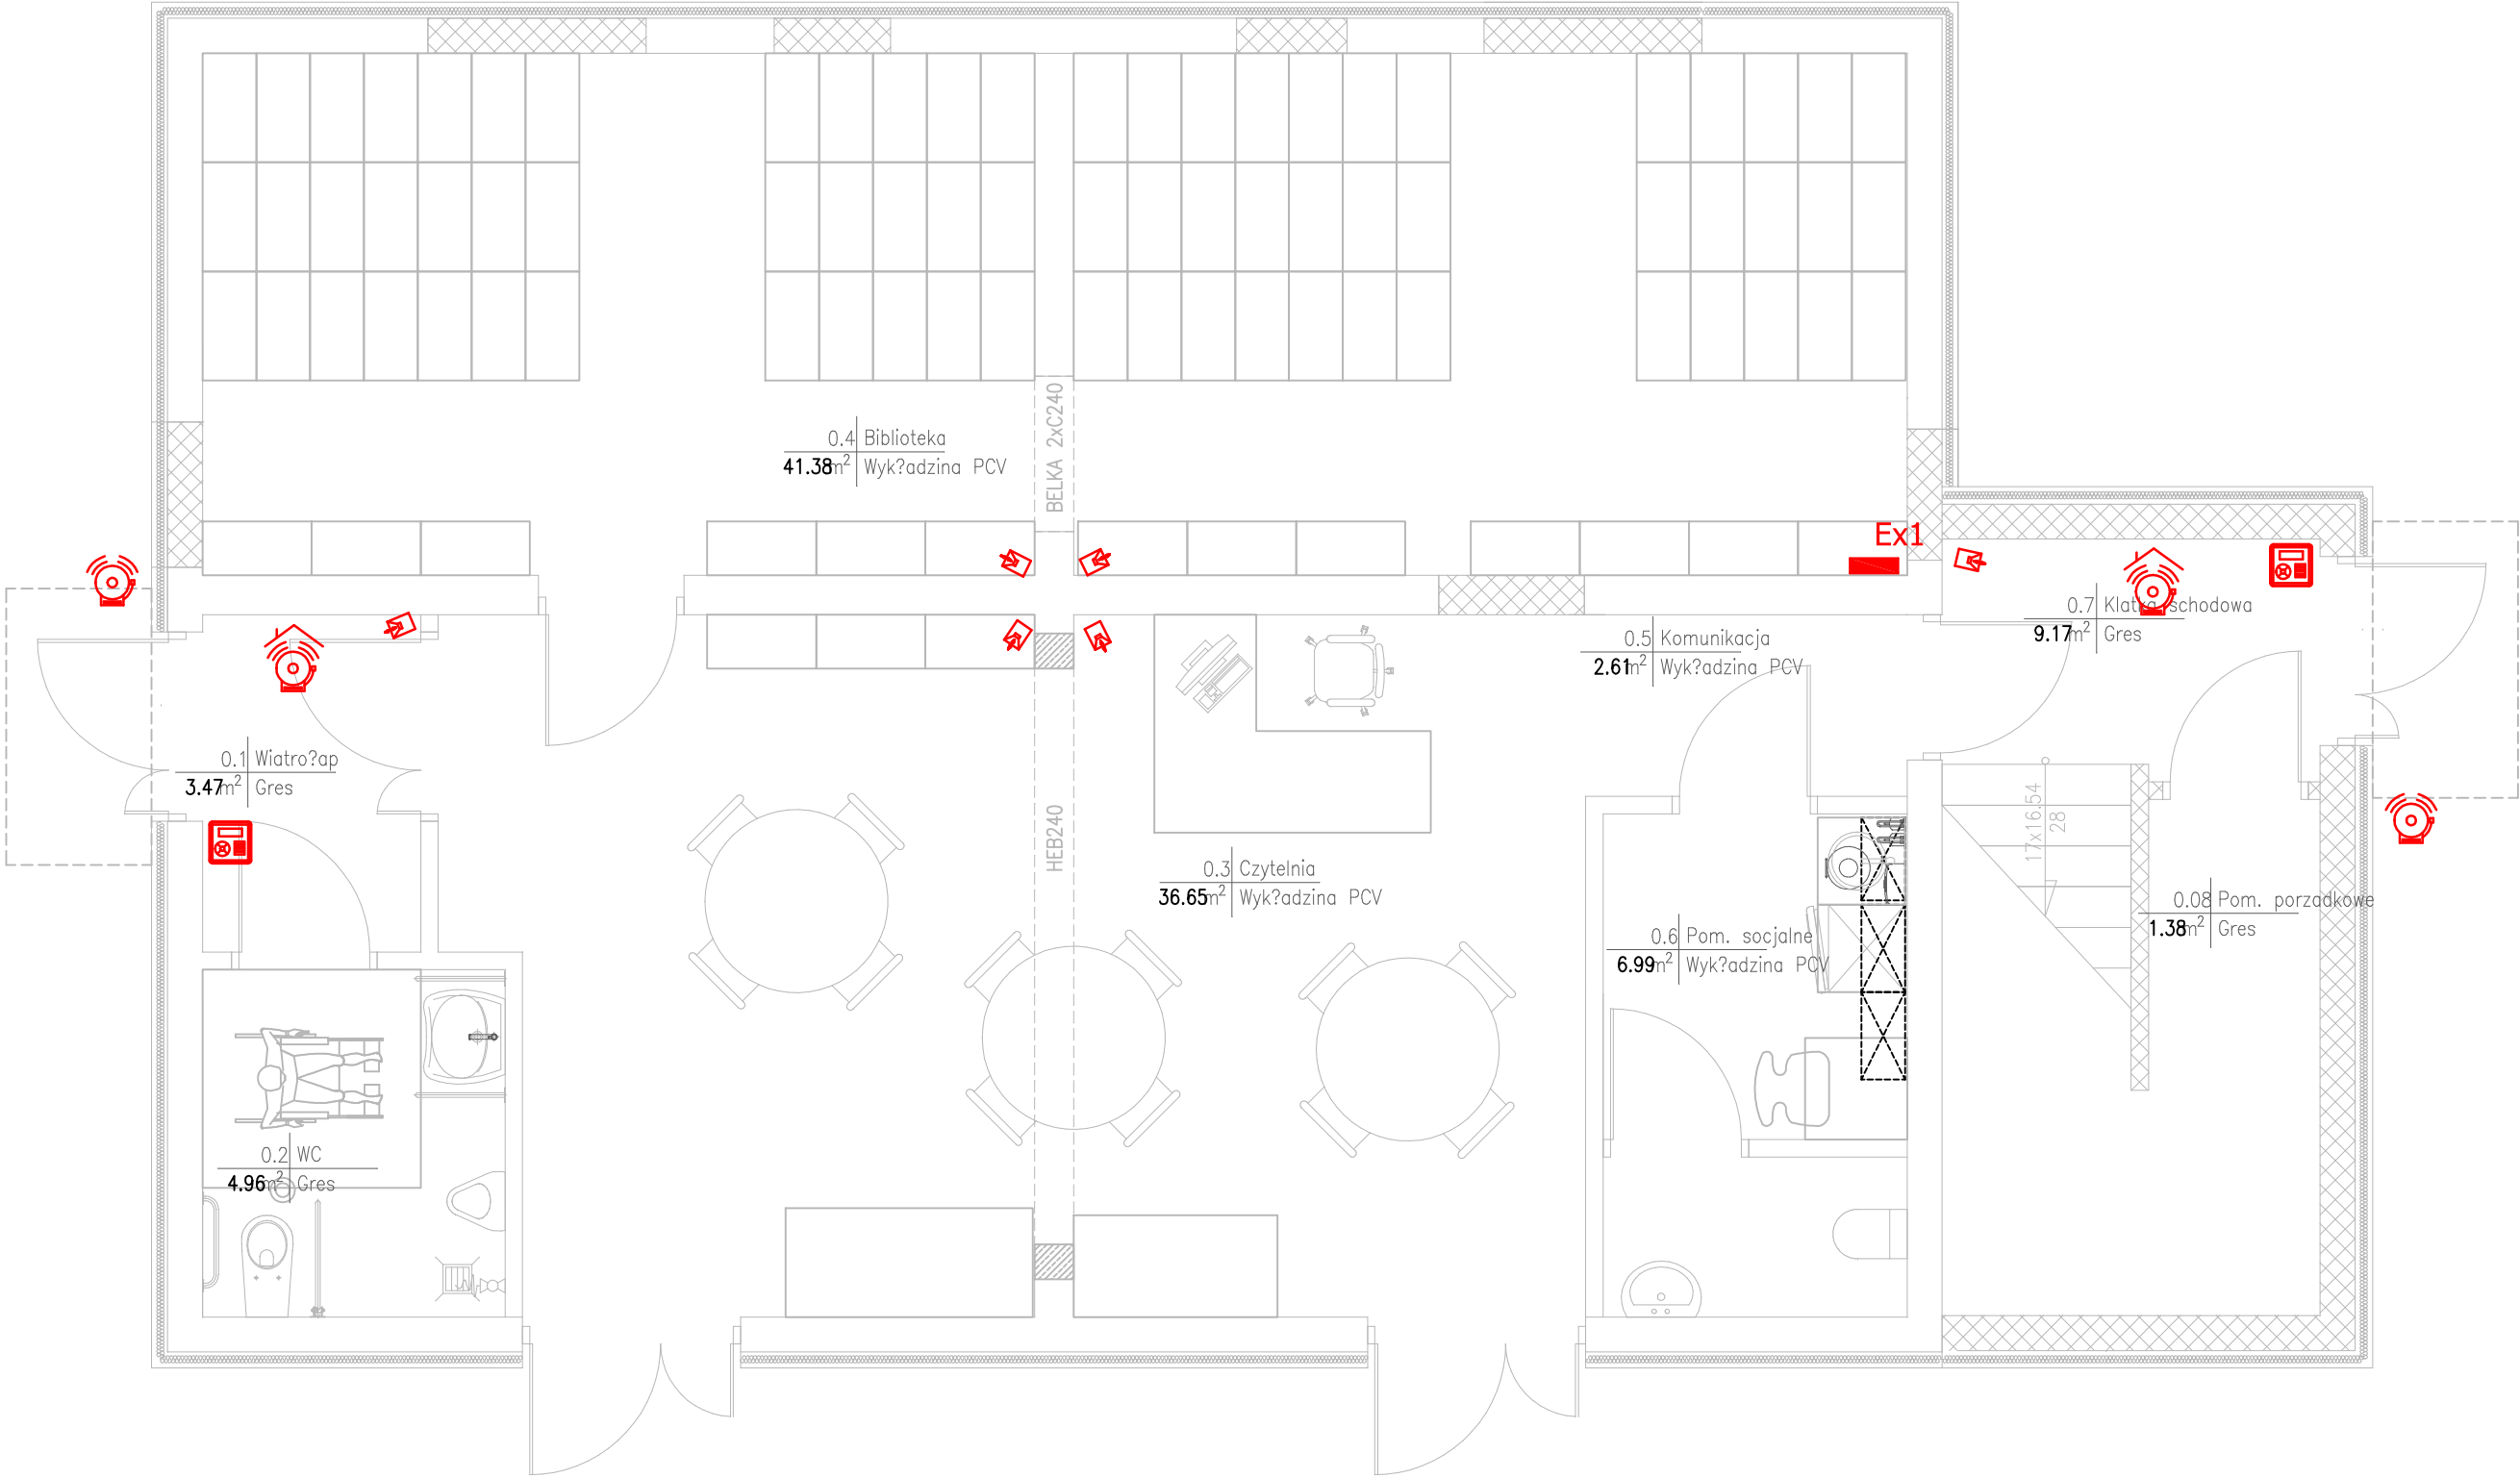 BELKA 2xC240
0.4 Biblioteka
41.38m² Wyk?adzina PCV
Ex1
0.7 Klatka schodowa
9.17m² Gres
0.5 Komunikacja
2.61m² Wyk?adzina PCV
0.1 Wiatro?ap
3.47m² Gres
HEB240
17x16.54
28
0.3 Czytelnia
36.65m² Wyk?adzina PCV
0.08 Pom. porzadkowe
1.38m² Gres
0.6 Pom. socjalne
6.99m² Wyk?adzina PCV
0.2 WC
4.96m² Gres